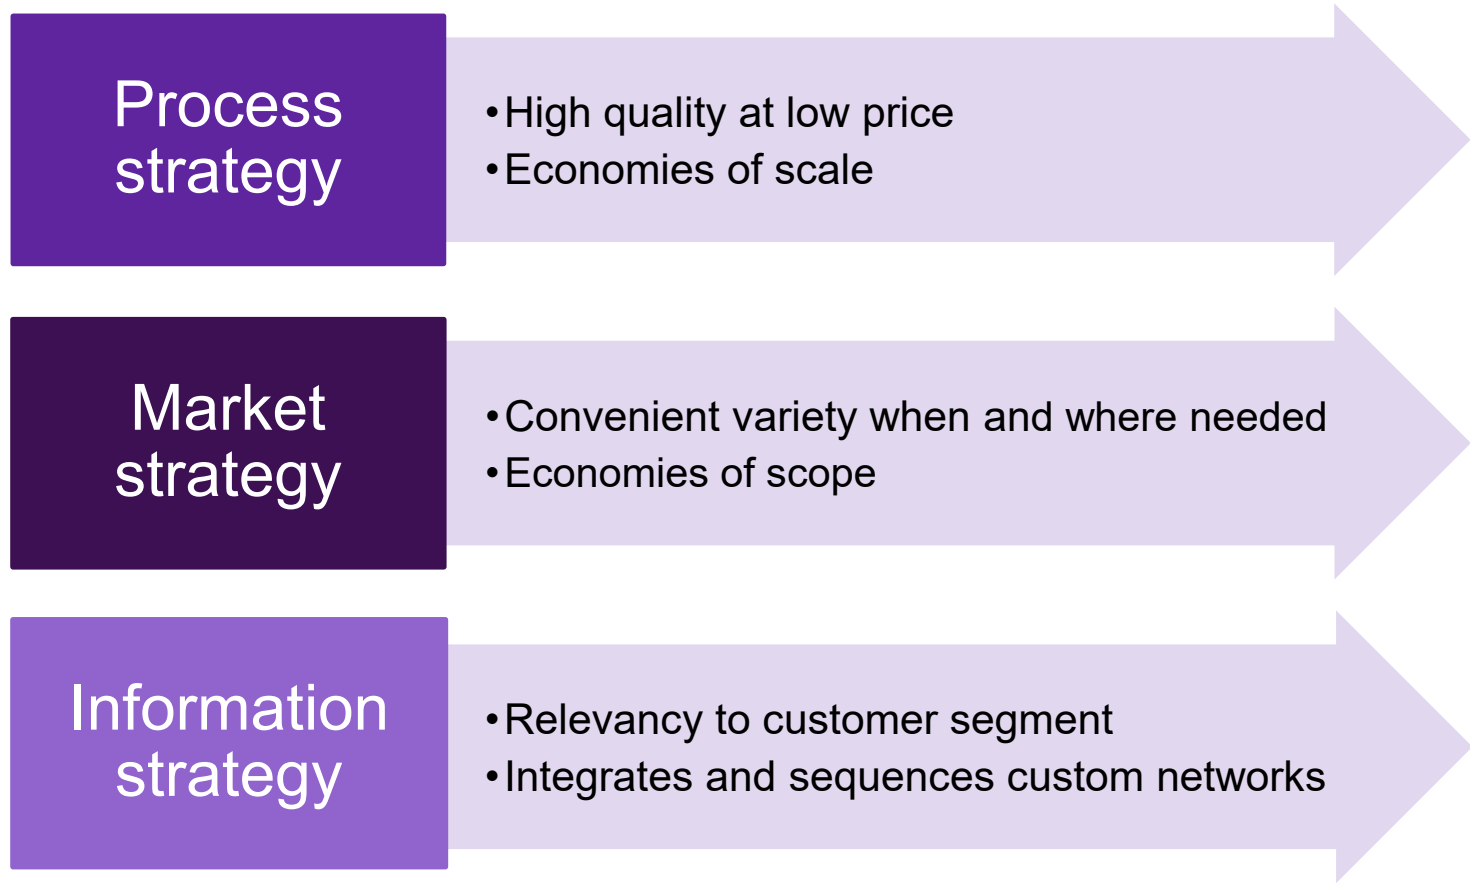 Process
strategy
•High quality at low price
•Economies of scale
Market
strategy
•Convenient variety when and where needed
•Economies of scope
Information
strategy
•Relevancy to customer segment
•Integrates and sequences custom networks